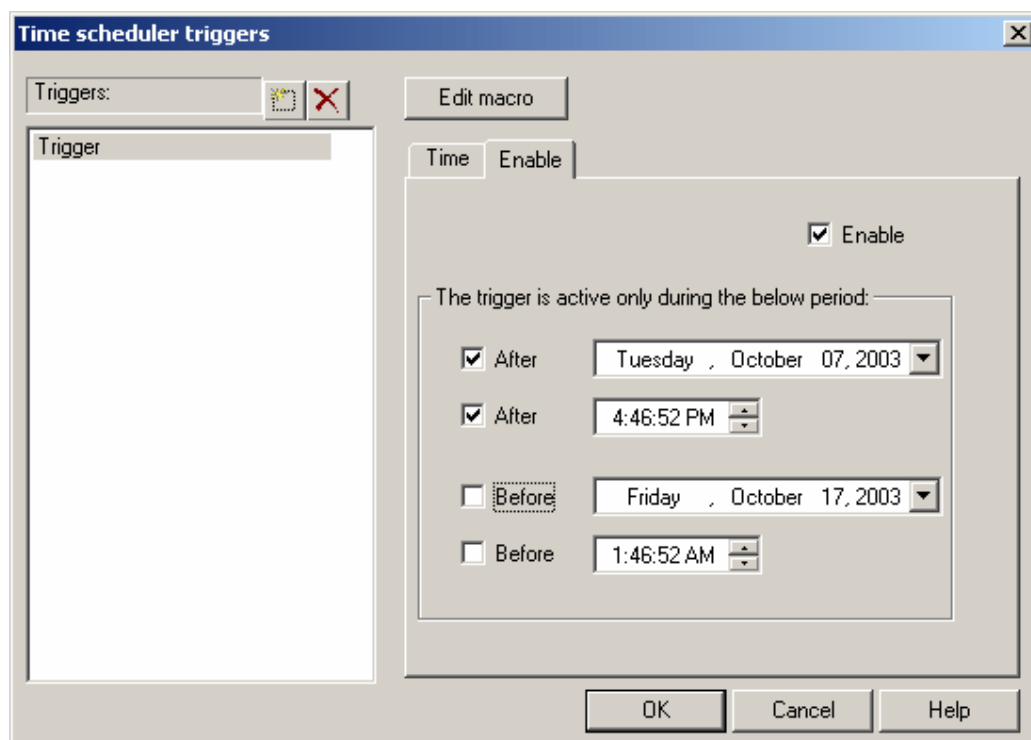 Time scheduler triggers
Triggers:
Edit macro
Trigger
Time
Enable
Enable
The trigger is active only during the below period:
After
Tuesday , October 07, 2003
After
4:46:52 PM
Before
Friday , October 17, 2003
Before
1:46:52 AM
OK
Cancel
Help